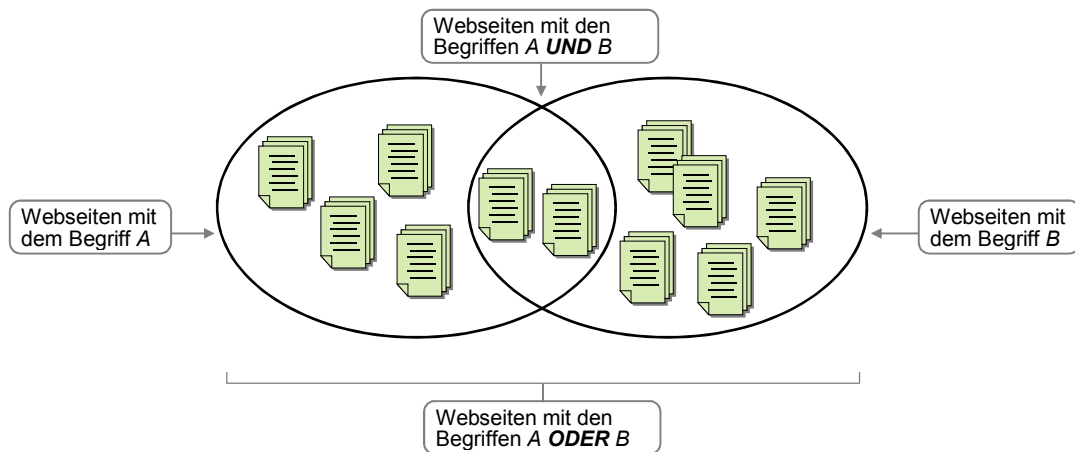 Webseiten mit den
Begriffen A UND B
Webseiten mit
dem Begriff A
Webseiten mit
dem Begriff B
Webseiten mit den
Begriffen A ODER B